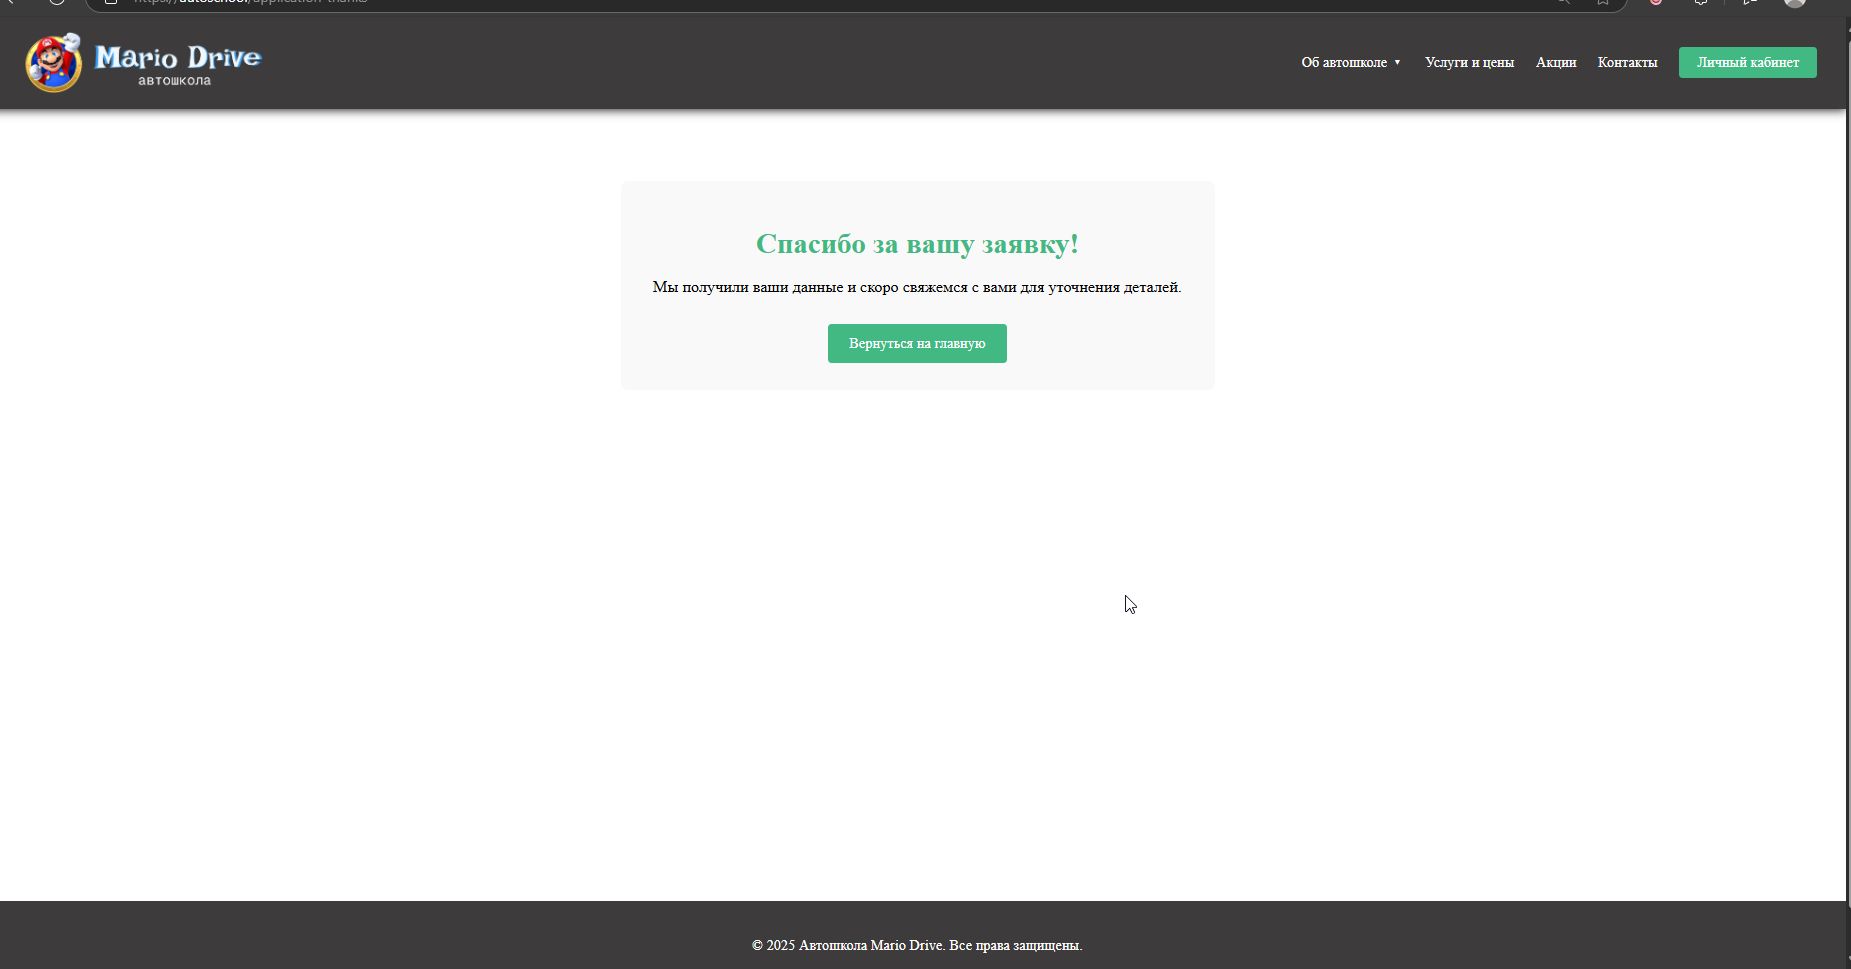 https://autoschool/application-thanks
Mario Drive
автошкола
Об автошколе ▼ Услуги и цены Акции Контакты Личный кабинет
Спасибо за вашу заявку!
Мы получили ваши данные и скоро свяжемся с вами для уточнения деталей.
Вернуться на главную
© 2025 Автошкола Mario Drive. Все права защищены.